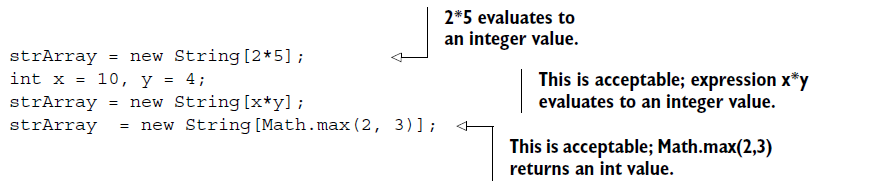 2*5 evaluates to
an integer value.
strArray = new String[2*5];
int x = 10, y = 4;
This is acceptable; expression x*y
strArray = new String[x*y];
evaluates to an integer value.
strArray  = new String[Math.max(2, 3)];
This is acceptable; Math.max(2,3)
returns an int value.